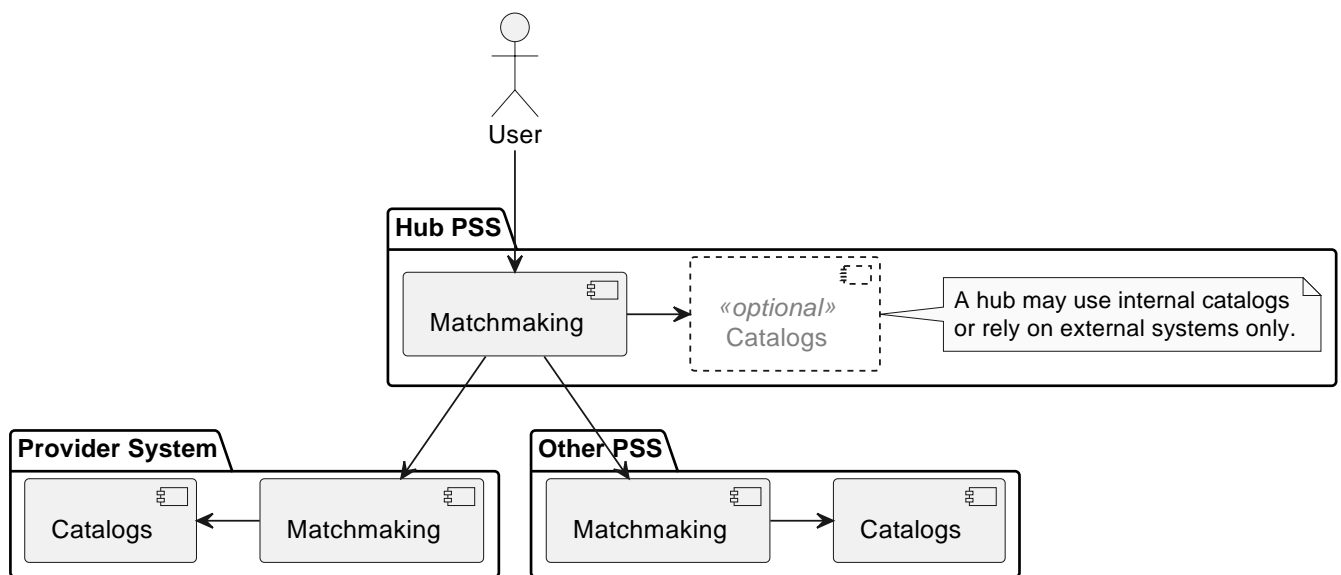 User
Hub PSS
Matchmaking
«optional»
Catalogs
A hub may use internal catalogs
or rely on external systems only.
Provider System
Catalogs
Matchmaking
Other PSS
Matchmaking
Catalogs